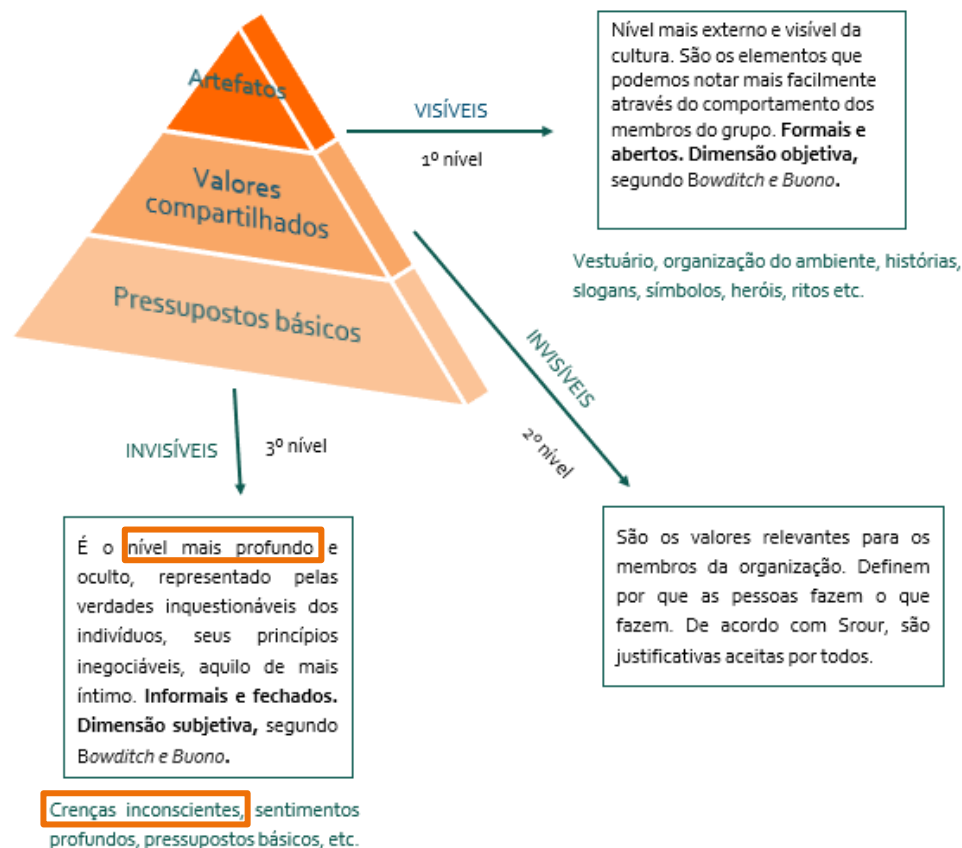 Artefatos
Valores
compartilhados
Pressupostos básicos
VISÍVEIS
1º nível
Nível mais externo e visível da
cultura. São os elementos que
podemos notar mais facilmente
através do comportamento dos
membros do grupo. Formais e
abertos. Dimensão objetiva,
segundo Bowditch e Buono.
Vestuário, organização do ambiente, histórias,
slogans, símbolos, heróis, ritos etc.
INVISÍVEIS
2º nível
São os valores relevantes para os
membros da organização. Definem
por que as pessoas fazem o que
fazem. De acordo com Srour, são
justificativas aceitas por todos.
INVISÍVEIS
3º nível
É o nível mais profundo e
oculto, representado pelas
verdades inquestionáveis dos
indivíduos, seus princípios
inegociáveis, aquilo de mais
íntimo. Informais e fechados.
Dimensão subjetiva, segundo
Bowditch e Buono.
Crenças inconscientes, sentimentos
profundos, pressupostos básicos, etc.